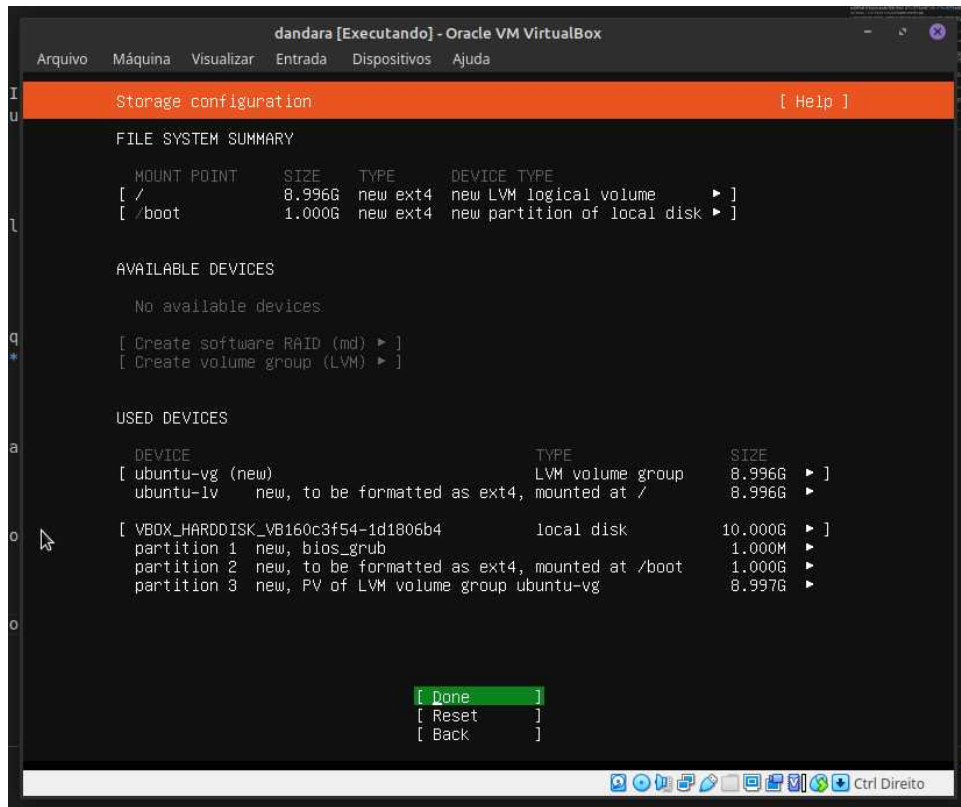 dandara [Executando] - Oracle VM VirtualBox
Arquivo Máquina Visualizar Entrada Dispositivos Ajuda
Storage configuration [ Help ]
FILE SYSTEM SUMMARY
MOUNT POINT SIZE TYPE DEVICE TYPE
[ / 8.996G new ext4 new LVM logical volume ▸ ]
[ /boot 1.000G new ext4 new partition of local disk ▸ ]
AVAILABLE DEVICES
No available devices
[ Create software RAID (md) ▸ ]
[ Create volume group (LVM) ▸ ]
USED DEVICES
DEVICE TYPE SIZE
[ ubuntu-vg (new) LVM volume group 8.996G ▸ ]
ubuntu-lv new, to be formatted as ext4, mounted at / 8.996G ▸
[ VBOX_HARDDISK_VB160c3f54-1d1806b4 local disk 10.000G ▸ ]
partition 1 new, bios_grub 1.000M ▸
partition 2 new, to be formatted as ext4, mounted at /boot 1.000G ▸
partition 3 new, PV of LVM volume group ubuntu-vg 8.997G ▸
[ Done ]
[ Reset ]
[ Back ]
Ctrl Direito